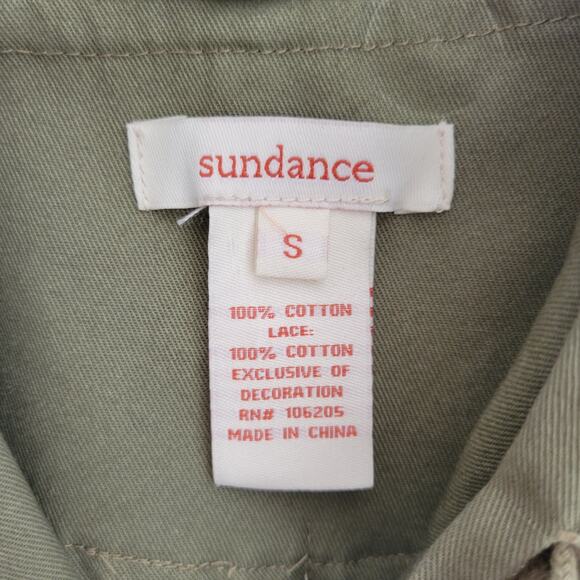 sundance
S
100% COTTON
LACE:
100% COTTON
EXCLUSIVE OF
DECORATION
RN# 106205
MADE IN CHINA